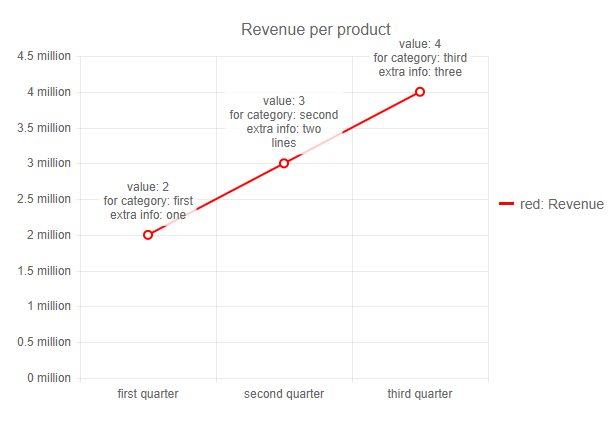 Revenue per product
4.5 million
4 million
3.5 million
3 million
2.5 million
2 million
1.5 million
1 million
0.5 million
0 million
value: 2
for category: first
extra info: one
value: 3
for category: second
extra info: two
lines
value: 4
for category: third
extra info: three
first quarter
second quarter
third quarter
red: Revenue